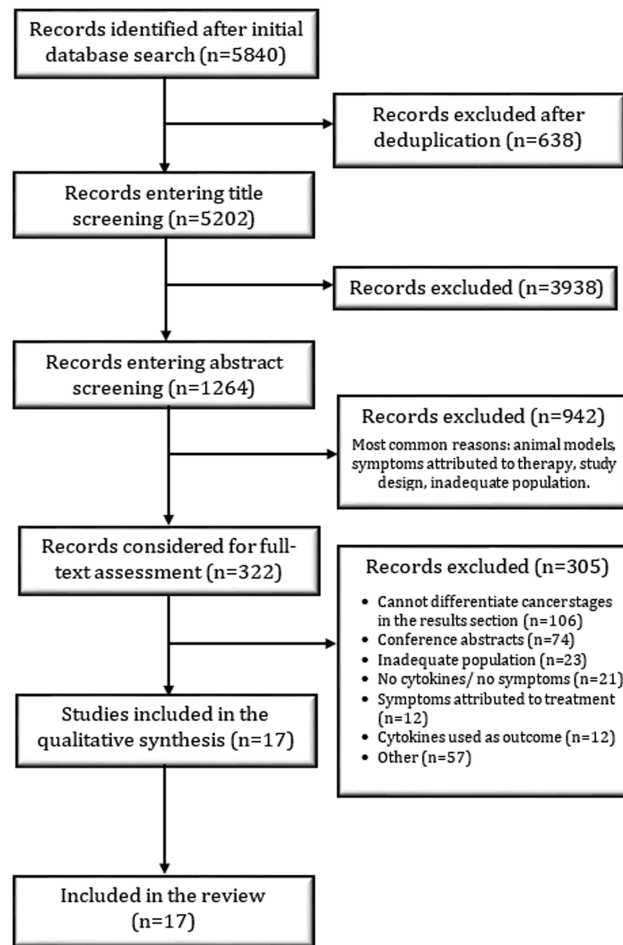 Records identified after initial
database search (n=5840)
Records excluded after
deduplication (n=638)
Records entering title
screening (n=5202)
Records excluded (n=3938)
Records entering abstract
screening (n=1264)
Records excluded (n=942)
Most common reasons: animal models,
symptoms attributed to therapy, study
design, inadequate population.
Records considered for full-
text assessment (n=322)
Records excluded (n=305)
• Cannot differentiate cancer stages
in the results section (n=106)
• Conference abstracts (n=74)
• Inadequate population (n=23)
• No cytokines/ no symptoms (n=21)
• Symptoms attributed to treatment
(n=12)
• Cytokines used as outcome (n=12)
• Other (n=57)
Studies included in the
qualitative synthesis (n=17)
Included in the review
(n=17)